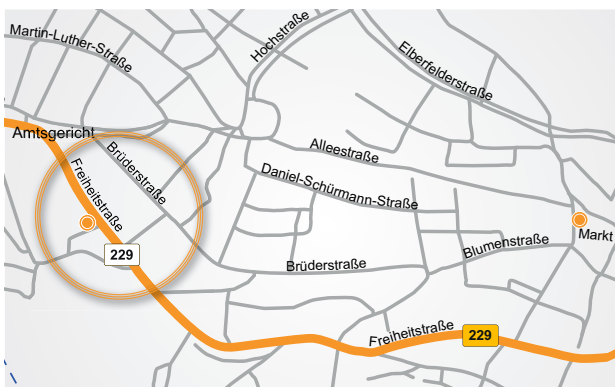 Martin-Luther-Straße
Hochstraße
Elberfelderstraße
Amtsgericht
Brüderstraße
Alleestraße
Freiheitstraße
Daniel-Schürmann-Straße
Markt
229
Blumenstraße
Brüderstraße
Freiheitstraße
229